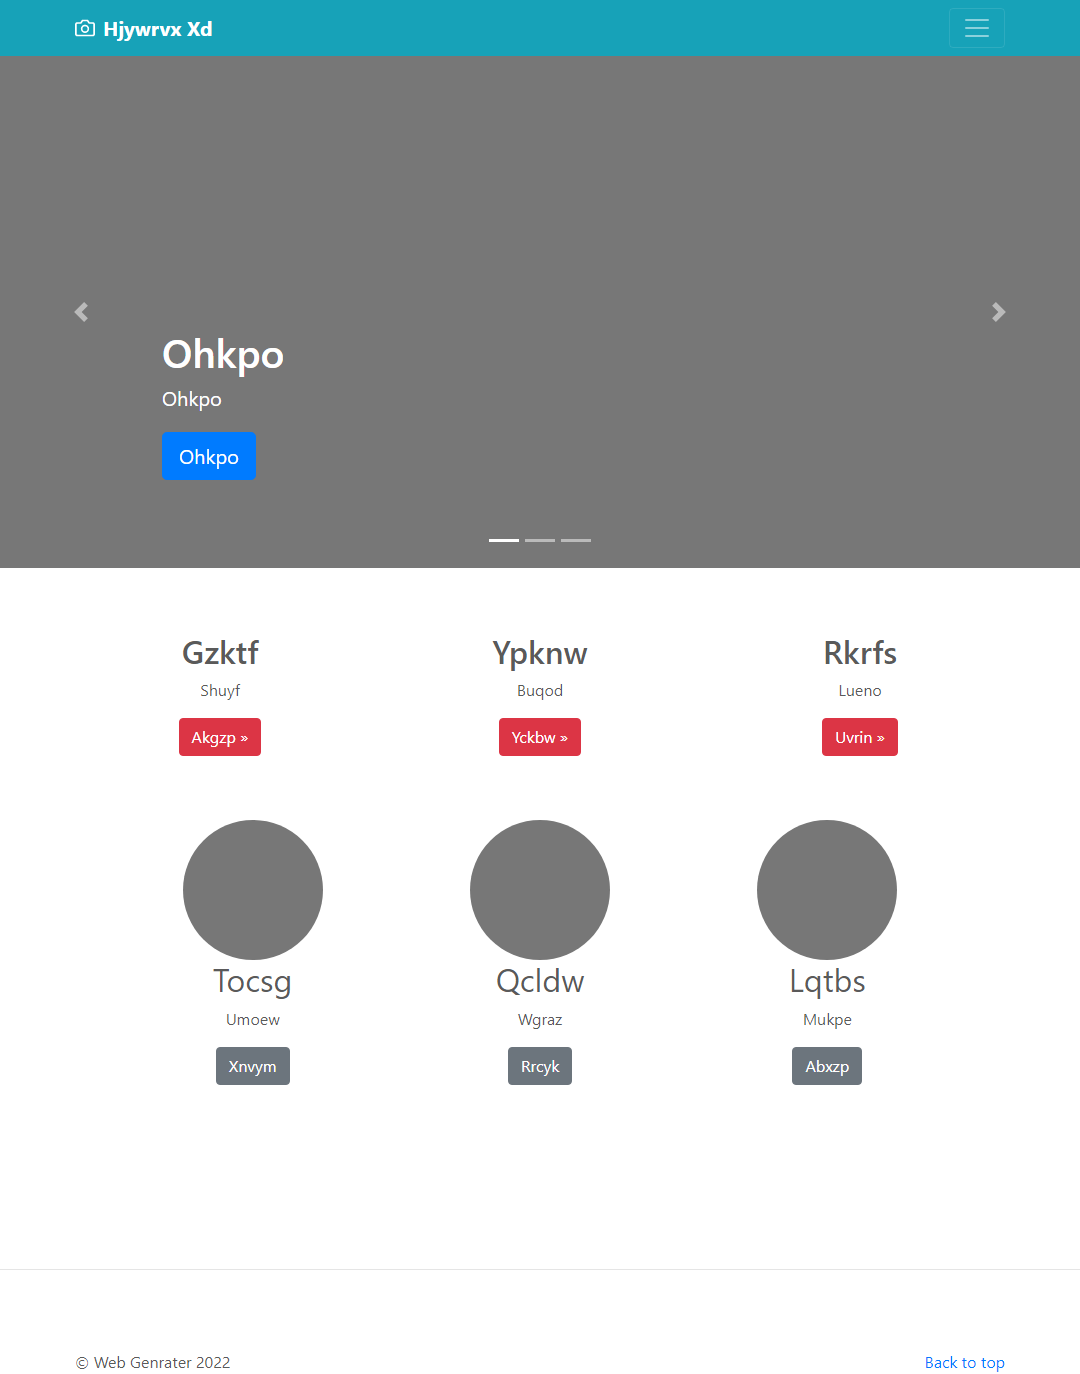 Hjywrvx Xd
Ohkpo
Ohkpo
Ohkpo
Gzktf
Shuyf
Akgzp »
Ypknw
Buqod
Yckbw »
Rkrfs
Lueno
Uvrin »
Tocsg
Umoew
Xnvym
Qcldw
Wgraz
Rrcyk
Lqtbs
Mukpe
Abxzp
© Web Genrater 2022
Back to top